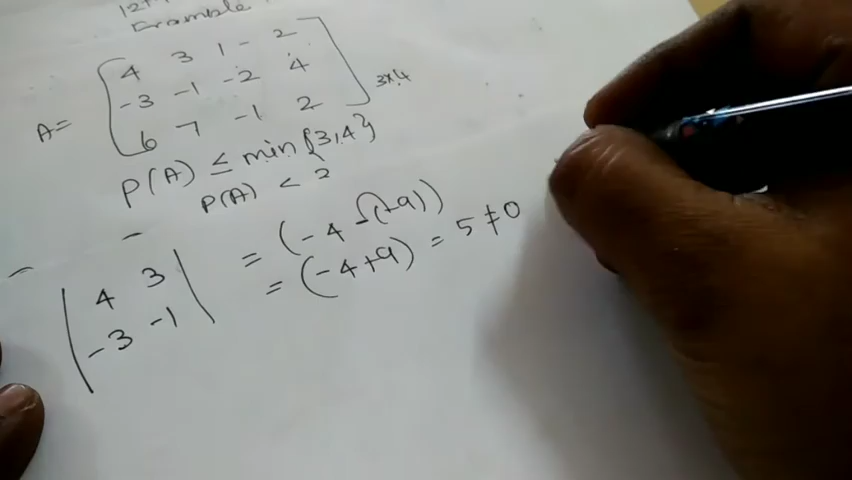 Example
A = [ 4 3 1 -2
-3 -1 -2 4
6 7 -1 2 ] 3×4
P(A) ≤ min {3,4}
P(A) < 3
| 4 3 | = (-4 -(-9))
| -3 -1 | = (-4+9) = 5 ≠ 0